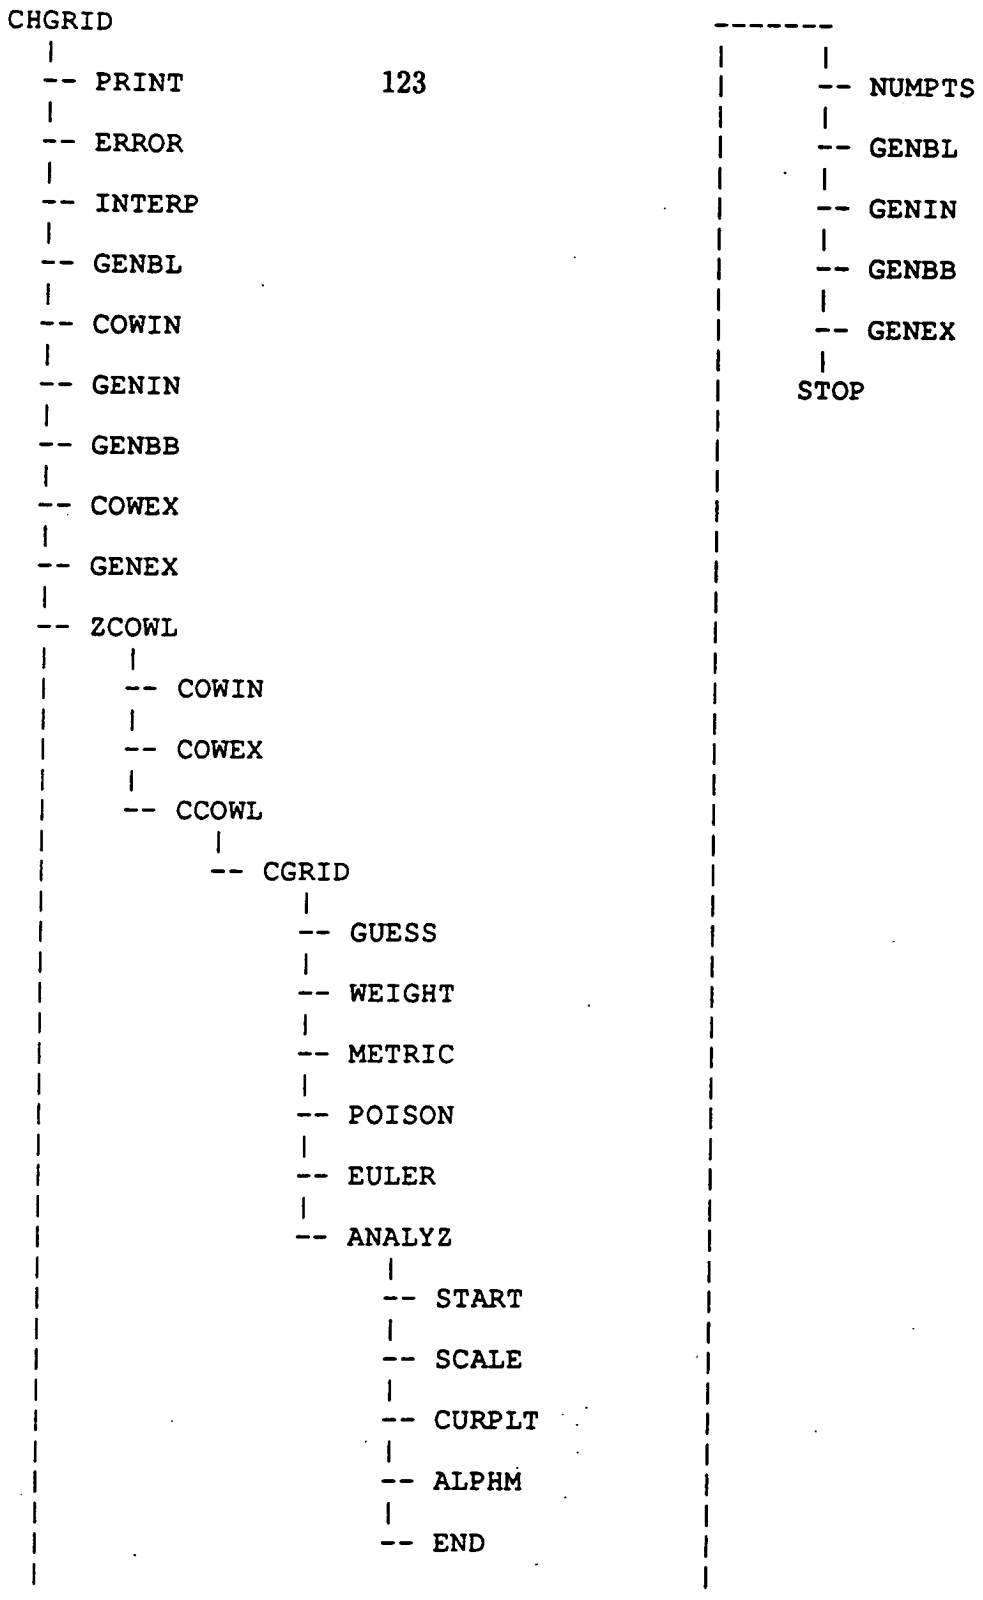 CHGRID
-- PRINT
123
-- ERROR
-- INTERP
-- GENBL
-- COWIN
-- GENIN
-- GENBB
-- COWEX
-- GENEX
-- ZCOWL
-- COWIN
-- COWEX
-- CCOWL
-- CGRID
-- GUESS
-- WEIGHT
-- METRIC
-- POISON
-- EULER
-- ANALYZ
-- START
-- SCALE
-- CURPLT
-- ALPHM
-- END
-- NUMPTS
-- GENBL
-- GENIN
-- GENBB
-- GENEX
STOP